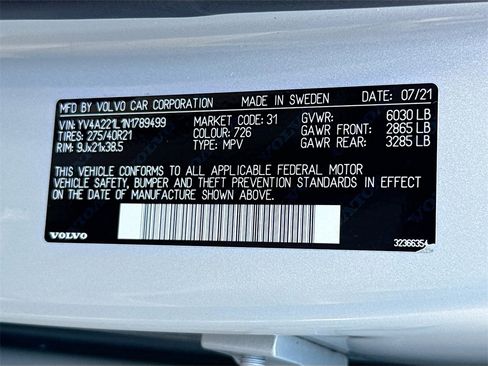 MFD BY: VOLVO CAR CORPORATION MADE IN SWEDEN 07/21
VIN: YV4A221L1N1789499 MARKET CODE: 31 GVWR: 6030 LB
TIRES: 275/40R21 COLOUR: 726 GAWR FRONT: 2865 LB
RIM: 9Jx21x38.5 TYPE: MPV GAWR REAR: 3285 LB
THIS VEHICLE CONFORMS TO ALL APPLICABLE FEDERAL MOTOR
VEHICLE SAFETY, BUMPER AND THEFT PREVENTION STANDARDS IN EFFECT
ON THE DATE OF MANUFACTURE SHOWN ABOVE.
VOLVO 32366354